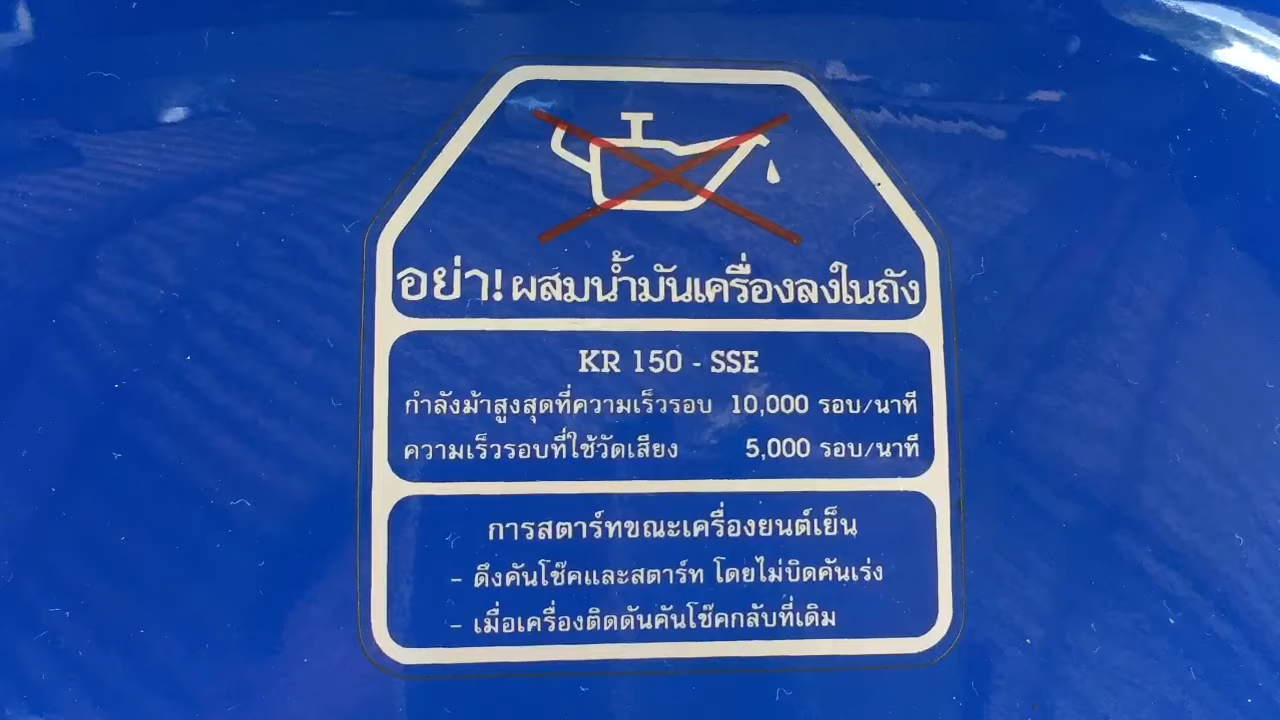 อย่า! ผสมน้ำมันเครื่องลงในถัง
KR 150 - SSE
กำลังม้าสูงสุดที่ความเร็วรอบ 10,000 รอบ/นาที
ความเร็วรอบที่ใช้วัดเสียง 5,000 รอบ/นาที
การสตาร์ทขณะเครื่องยนต์เย็น
- ดึงคันโช๊คและสตาร์ท โดยไม่บิดคันเร่ง
- เมื่อเครื่องติดดันคันโช๊คกลับที่เดิม